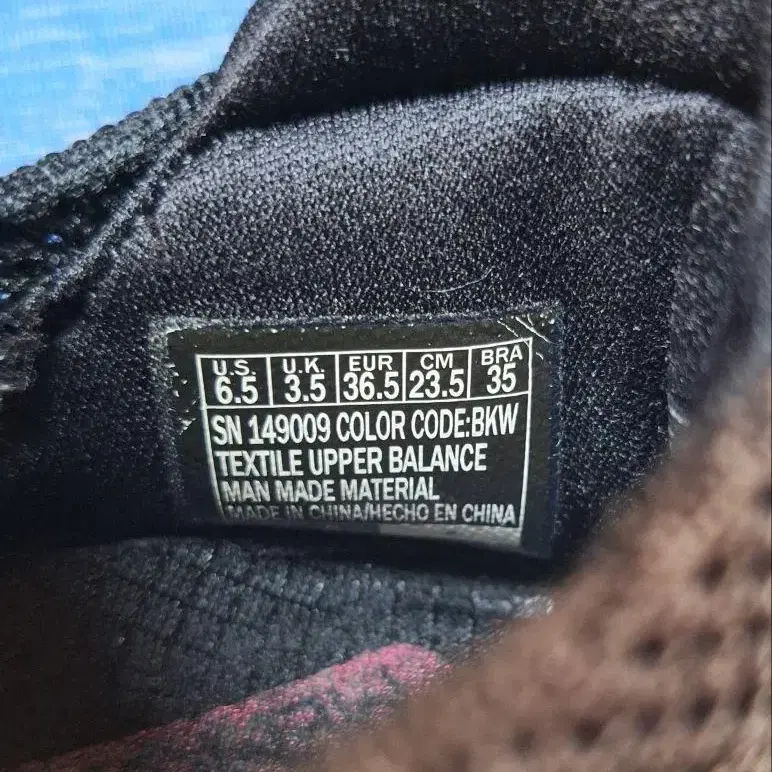 U.S. U.K. EUR CM BRA
6.5 3.5 36.5 23.5 35
SN 149009 COLOR CODE:BKW
TEXTILE UPPER BALANCE
MAN MADE MATERIAL
MADE IN CHINA/HECHO EN CHINA